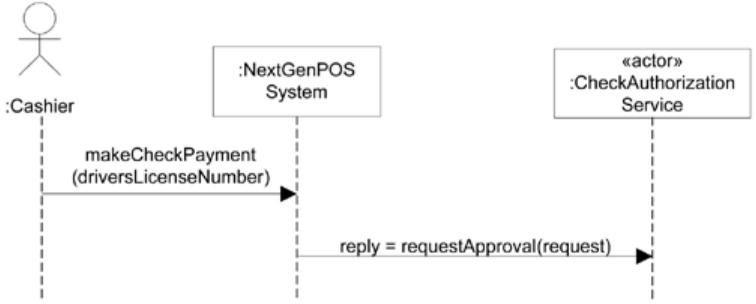 :Cashier
:NextGenPOS
System
«actor»
:CheckAuthorization
Service
makeCheckPayment
(driversLicenseNumber)
reply = requestApproval(request)